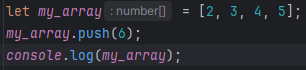 let my_array : number[] = [2, 3, 4, 5];
my_array.push(6);
console.log(my_array);